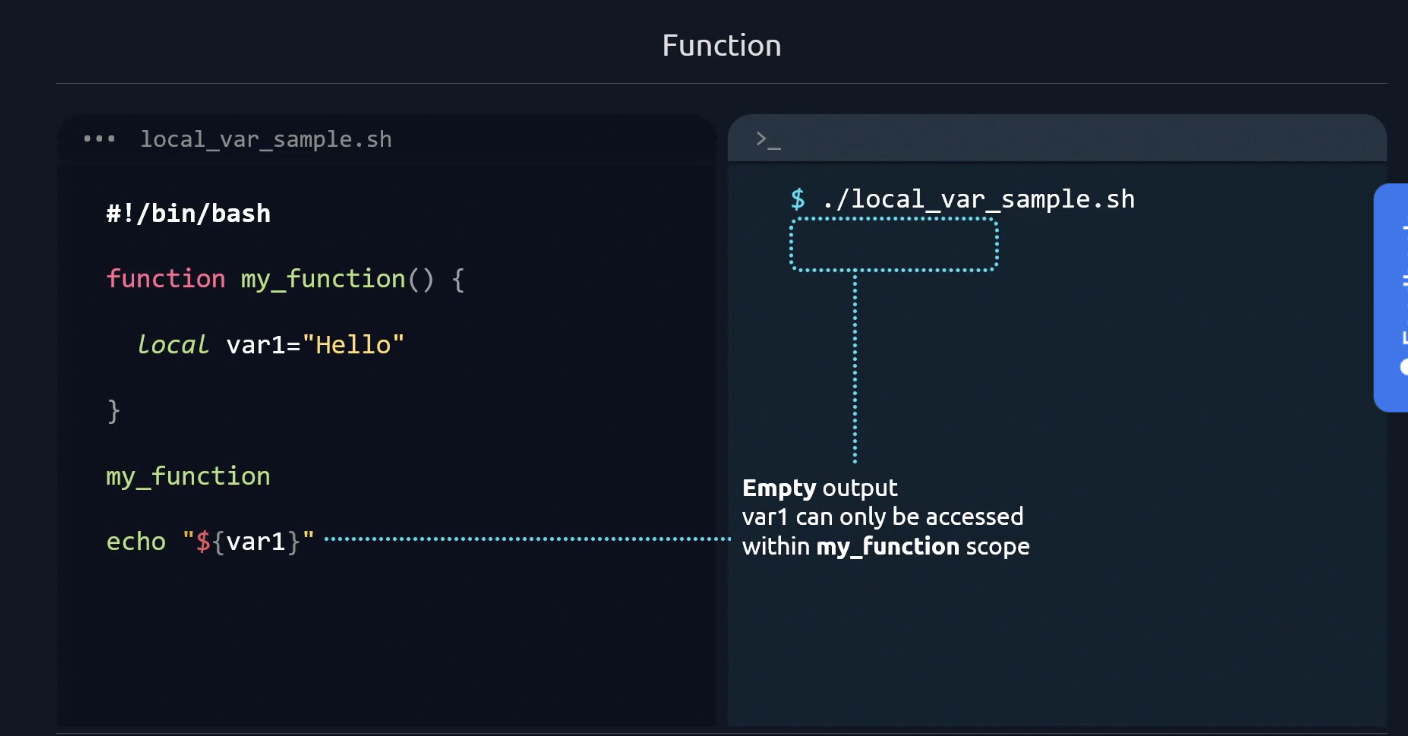 Function
local_var_sample.sh
#!/bin/bash
function my_function() {
local var1="Hello"
}
my_function
echo "${var1}"
>_
$ ./local_var_sample.sh
Empty output
var1 can only be accessed
within my_function scope